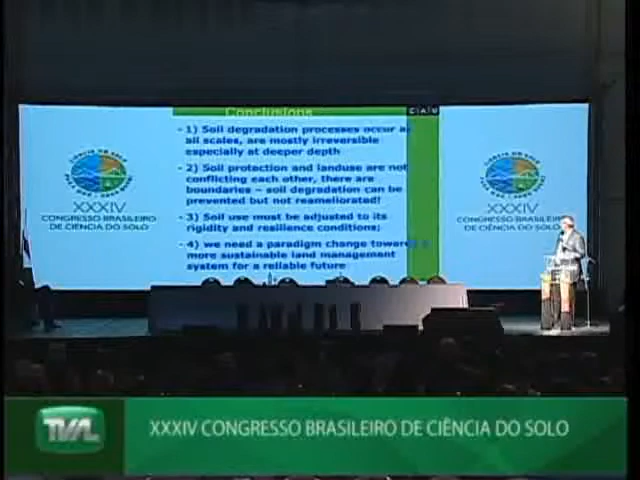 Conclusions
CAU
- 1) Soil degradation processes occur a
all scales, are mostly irreversible
especially at deeper depth
- 2) Soil protection and landuse are not
conflicting each other, there are
boundaries – soil degradation can be
prevented but not reameliorated!
- 3) Soil use must be adjusted to its
rigidity and resilience conditions;
- 4) we need a paradigm change towards a
more sustainable land management
system for a reliable future
XXXIV
CONGRESSO BRASILEIRO
DE CIÊNCIA DO SOLO
XXXIV
CONGRESSO BRASILEIRO
DE CIÊNCIA DO SOLO
TVAL
XXXIV CONGRESSO BRASILEIRO DE CIÊNCIA DO SOLO